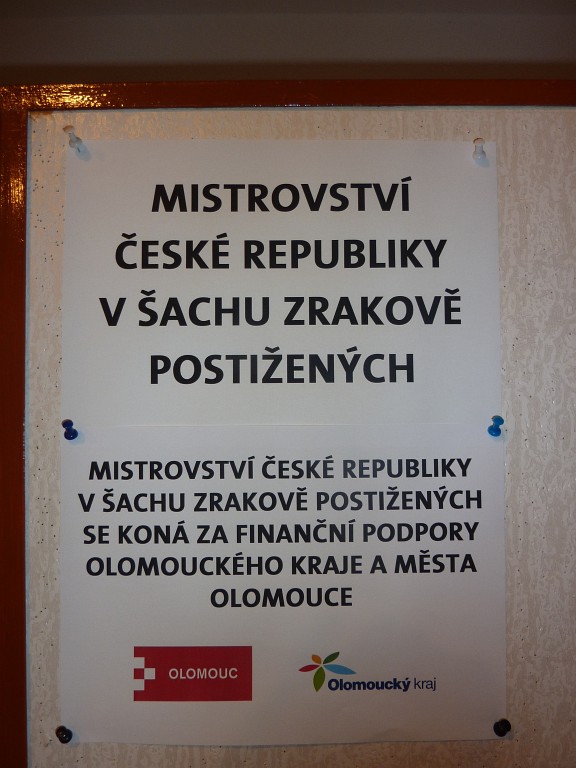 MISTROVSTVÍ
ČESKÉ REPUBLIKY
V ŠACHU ZRAKOVĚ
POSTIŽENÝCH
MISTROVSTVÍ ČESKÉ REPUBLIKY
V ŠACHU ZRAKOVĚ POSTIŽENÝCH
SE KONÁ ZA FINANČNÍ PODPORY
OLOMOUCKÉHO KRAJE A MĚSTA
OLOMOUCE
OLOMOUC
Olomoucký kraj